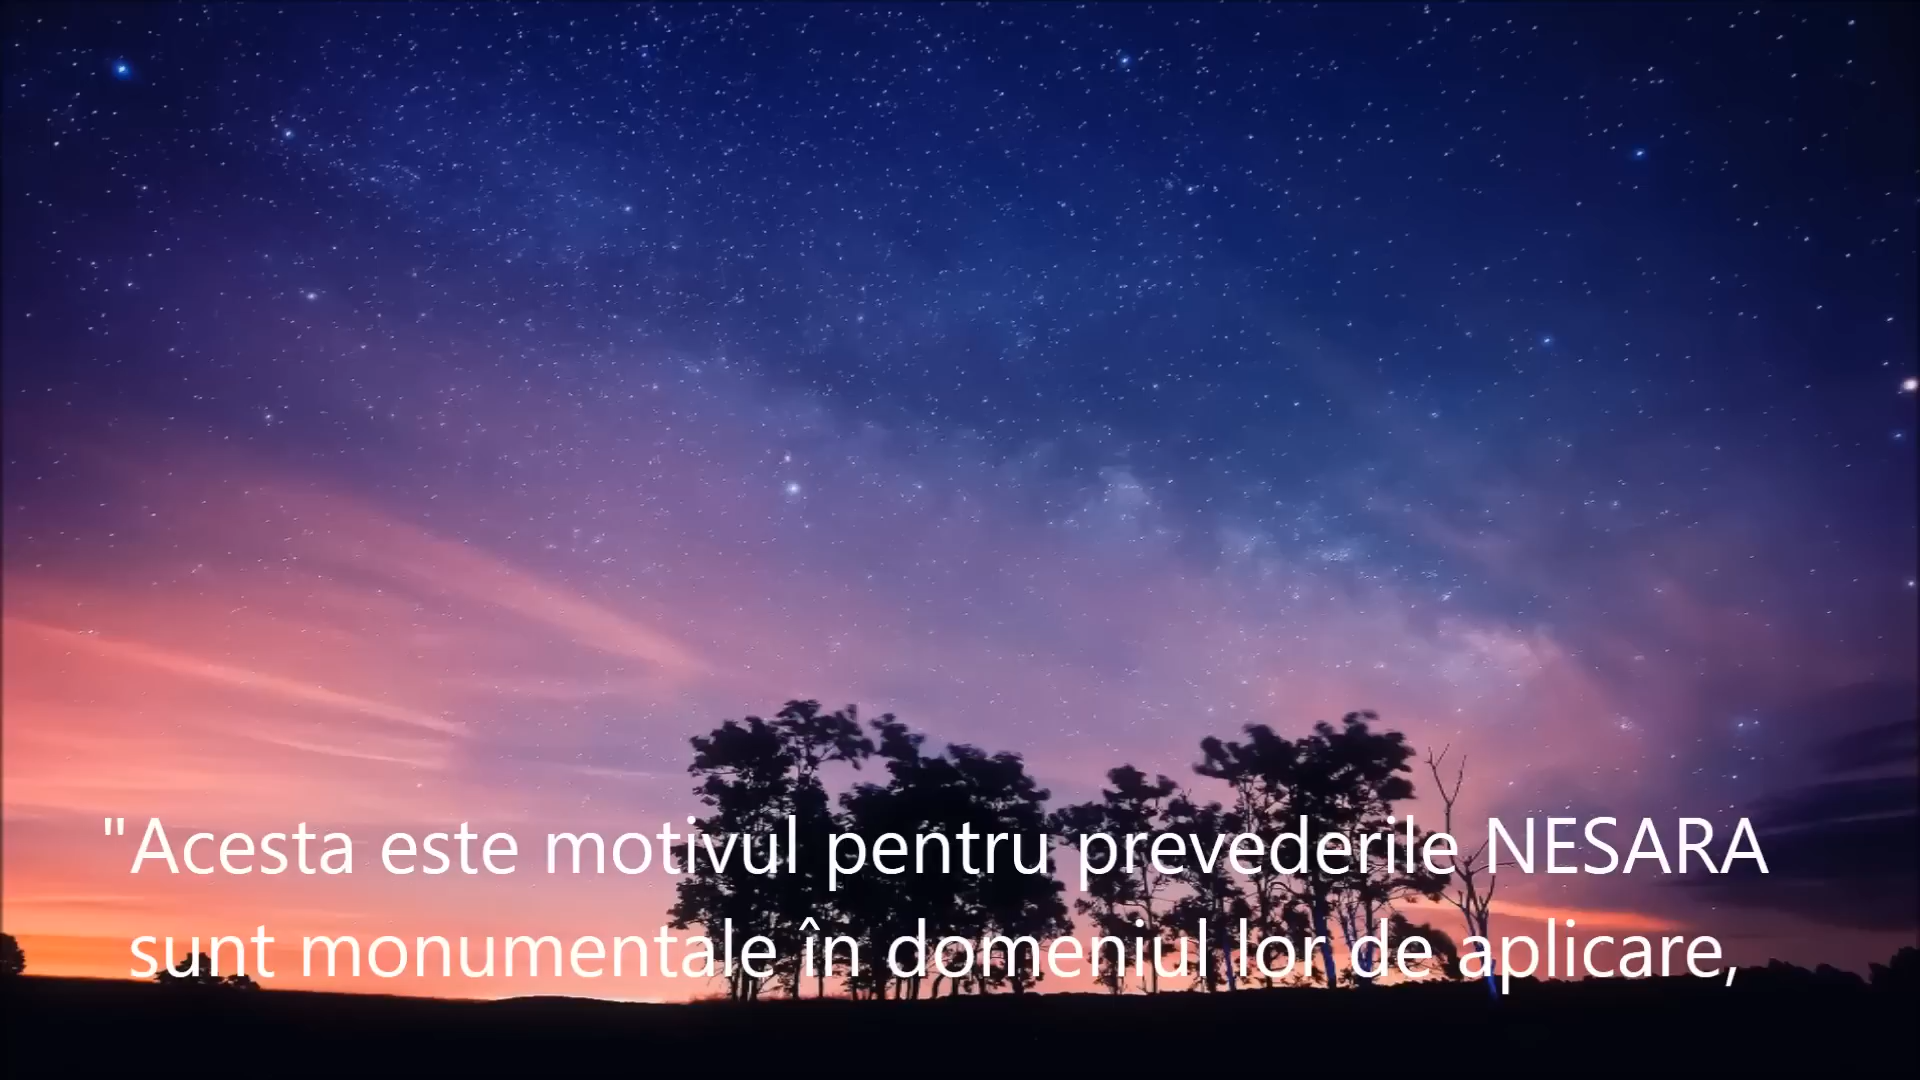 "Acesta este motivul pentru prevederile NESARA
sunt monumentale în domeniul lor de aplicare,